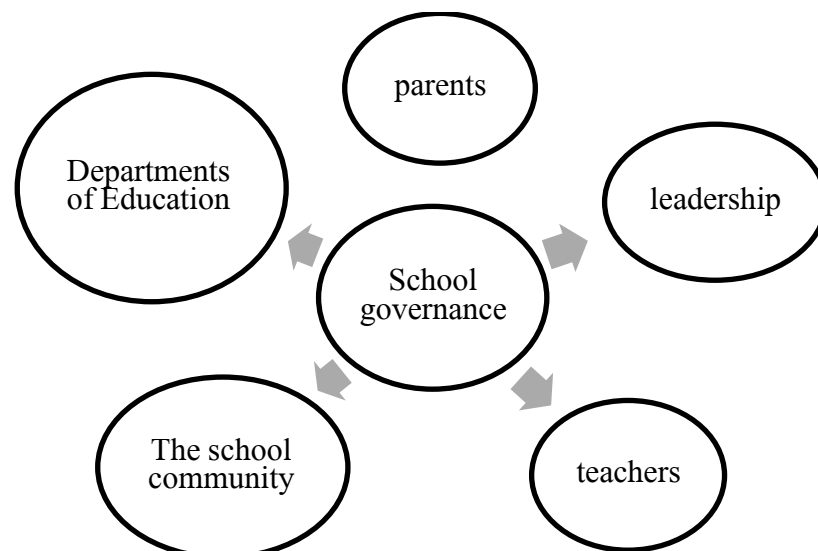 parents
Departments
of Education
leadership
School
governance
The school
community
teachers